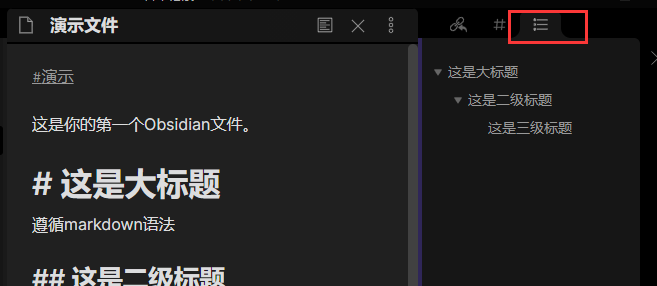 演示文件
#演示
这是你的第一个Obsidian文件。
# 这是大标题
遵循markdown语法
## 这是二级标题
这是大标题
这是二级标题
这是三级标题